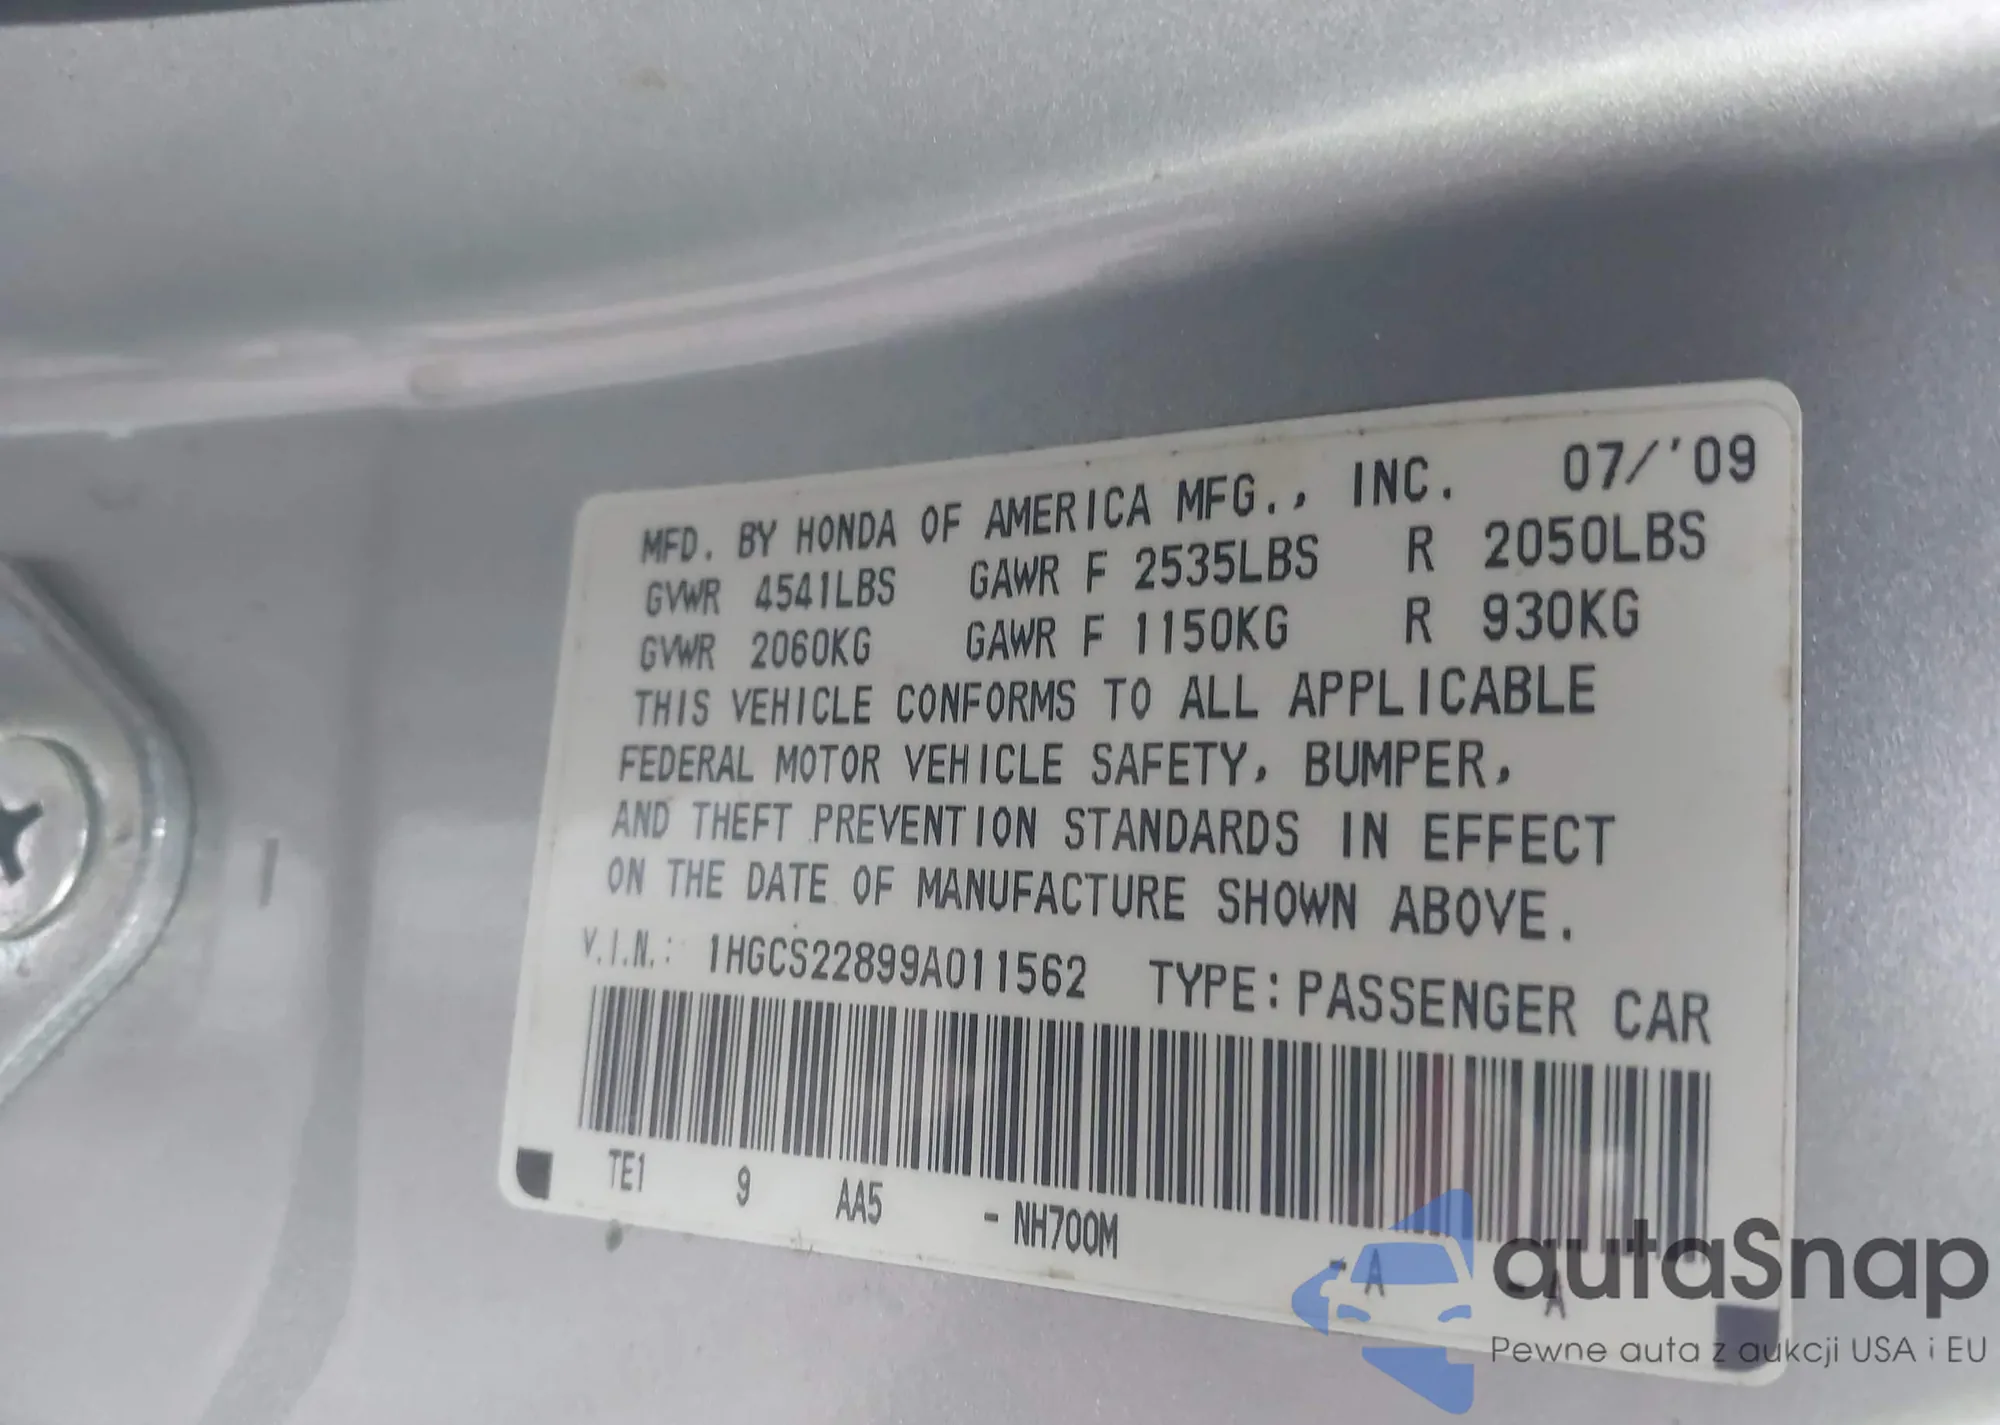 MFD. BY HONDA OF AMERICA MFG., INC. 07/'09
GVWR 4541LBS GAWR F 2535LBS R 2050LBS
GVWR 2060KG GAWR F 1150KG R 930KG
THIS VEHICLE CONFORMS TO ALL APPLICABLE
FEDERAL MOTOR VEHICLE SAFETY, BUMPER,
AND THEFT PREVENTION STANDARDS IN EFFECT
ON THE DATE OF MANUFACTURE SHOWN ABOVE.
V.I.N.: 1HGCS22899A011562 TYPE: PASSENGER CAR
TE1 9 AA5 - NH700M - A - A
autaSnap
Pewne auta z aukcji USA i EU